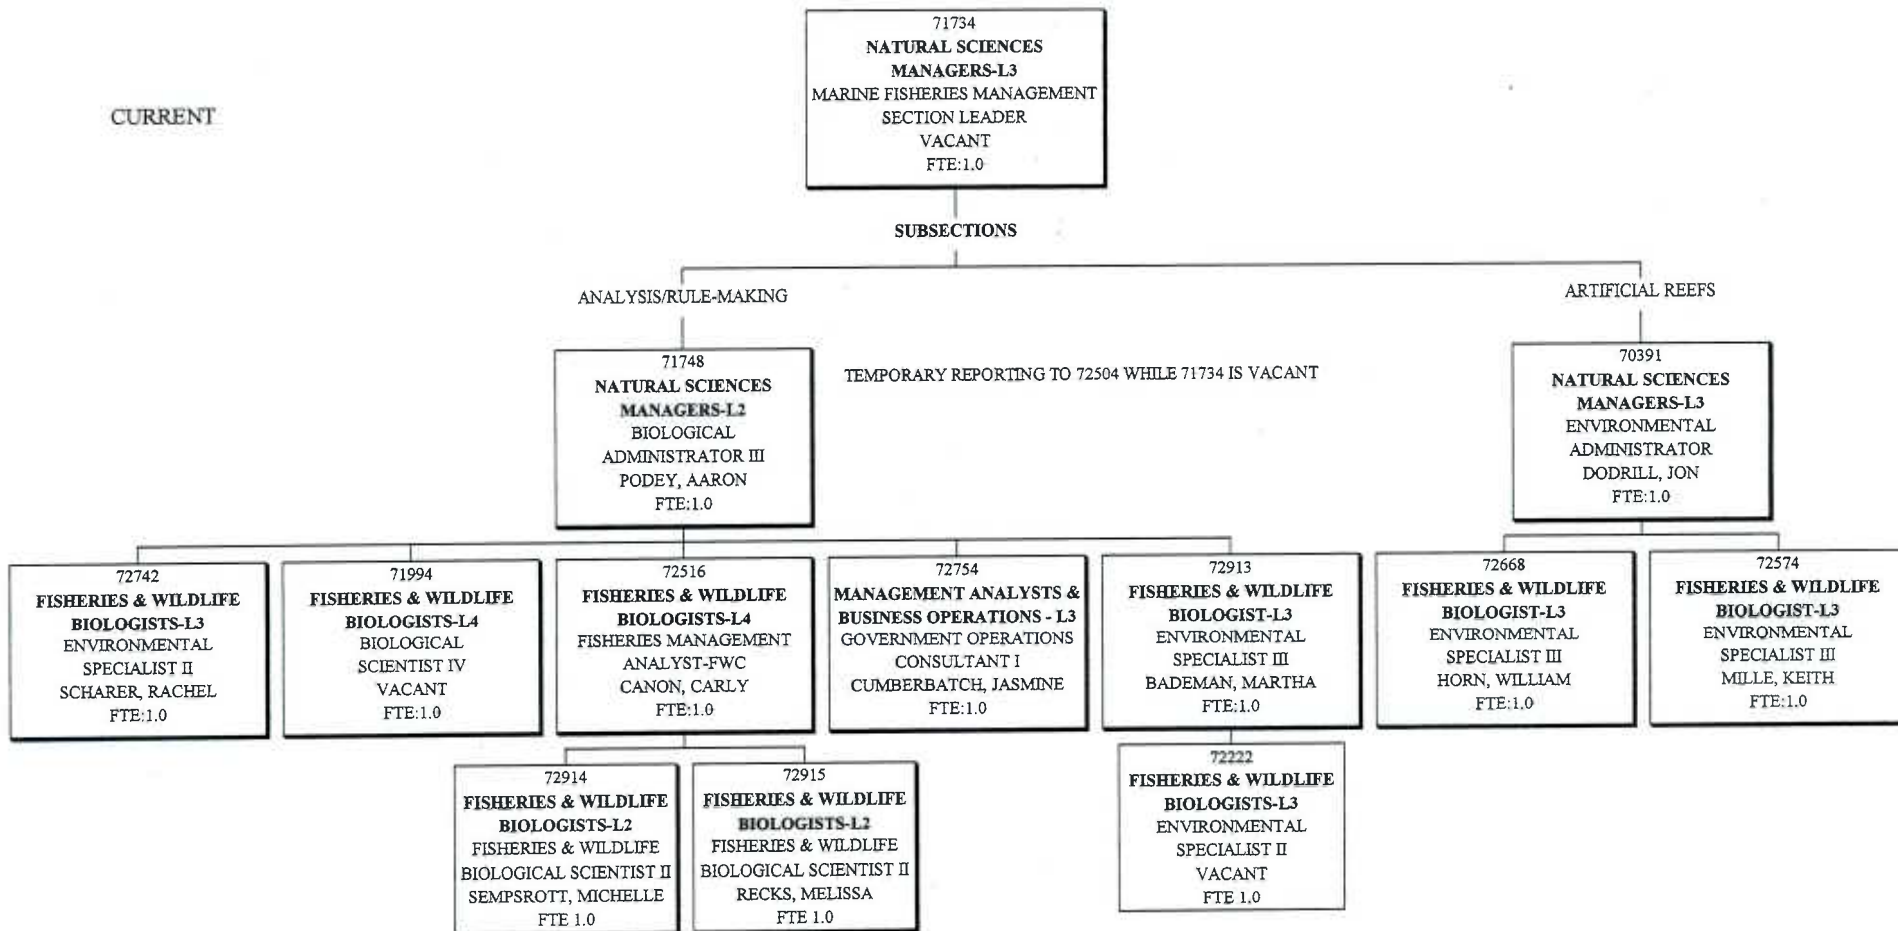 CURRENT
71734
NATURAL SCIENCES
MANAGERS-L3
MARINE FISHERIES MANAGEMENT
SECTION LEADER
VACANT
FTE:1.0
SUBSECTIONS
ANALYSIS/RULE-MAKING
ARTIFICIAL REEFS
71748
NATURAL SCIENCES
MANAGERS-L2
BIOLOGICAL
ADMINISTRATOR III
PODEY, AARON
FTE:1.0
TEMPORARY REPORTING TO 72504 WHILE 71734 IS VACANT
70391
NATURAL SCIENCES
MANAGERS-L3
ENVIRONMENTAL
ADMINISTRATOR
DODRILL, JON
FTE:1.0
72742
FISHERIES & WILDLIFE
BIOLOGISTS-L3
ENVIRONMENTAL
SPECIALIST II
SCHARER, RACHEL
FTE:1.0
71994
FISHERIES & WILDLIFE
BIOLOGISTS-L4
BIOLOGICAL
SCIENTIST IV
VACANT
FTE:1.0
72516
FISHERIES & WILDLIFE
BIOLOGISTS-L4
FISHERIES MANAGEMENT
ANALYST-FWC
CANON, CARLY
FTE:1.0
72754
MANAGEMENT ANALYSTS &
BUSINESS OPERATIONS - L3
GOVERNMENT OPERATIONS
CONSULTANT I
CUMBERBATCH, JASMINE
FTE:1.0
72913
FISHERIES & WILDLIFE
BIOLOGIST-L3
ENVIRONMENTAL
SPECIALIST III
BADEMAN, MARTHA
FTE:1.0
72668
FISHERIES & WILDLIFE
BIOLOGIST-L3
ENVIRONMENTAL
SPECIALIST III
HORN, WILLIAM
FTE:1.0
72574
FISHERIES & WILDLIFE
BIOLOGIST-L3
ENVIRONMENTAL
SPECIALIST III
MILLE, KEITH
FTE:1.0
72914
FISHERIES & WILDLIFE
BIOLOGISTS-L2
FISHERIES & WILDLIFE
BIOLOGICAL SCIENTIST II
SEMPSROTT, MICHELLE
FTE 1.0
72915
FISHERIES & WILDLIFE
BIOLOGISTS-L2
FISHERIES & WILDLIFE
BIOLOGICAL SCIENTIST II
RECKS, MELISSA
FTE 1.0
72222
FISHERIES & WILDLIFE
BIOLOGISTS-L3
ENVIRONMENTAL
SPECIALIST II
VACANT
FTE 1.0